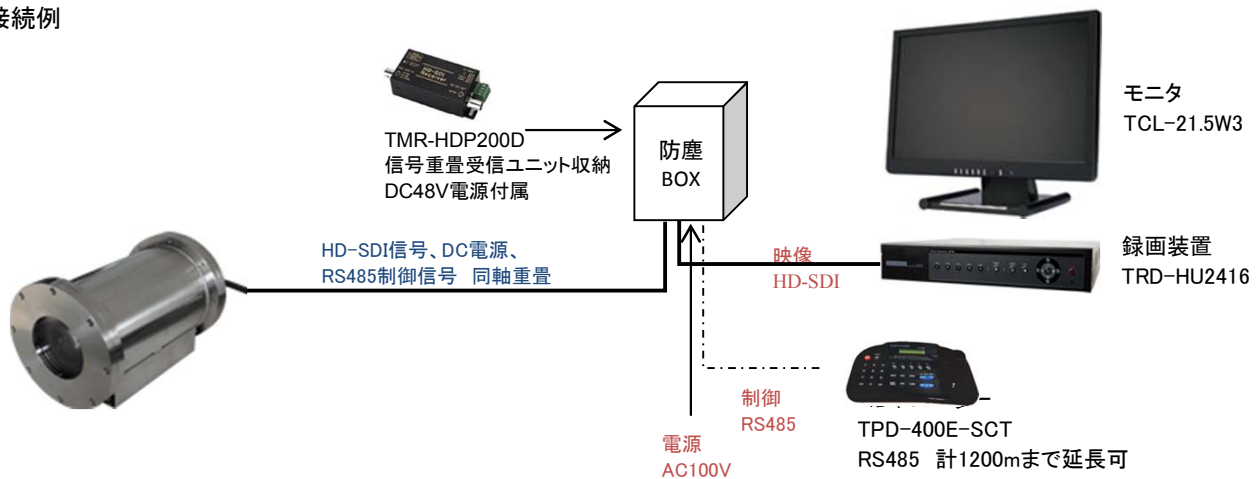 接続例
TMR-HDP200D
信号重畳受信ユニット収納
DC48V電源付属
防塵
BOX
モニタ
TCL-21.5W3
HD-SDI信号、DC電源、
RS485制御信号 同軸重畳
映像
HD-SDI
録画装置
TRD-HU2416
制御
RS485
電源
AC100V
TPD-400E-SCT
RS485 計1200mまで延長可
HD-SDI
Receiver